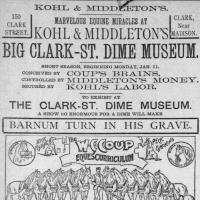 KOHL & MIDDLETON'S
150
CLARK
STREET.
MARVELOUS EQUINE MIRACLES AT
KOHL & MIDDLETON'S
CLARK,
Near
MADISON.
BIG CLARK-ST. DIME MUSEUM.
SHORT SEASON, BEGINNING MONDAY, JAN. 11.
CONCEIVED BY COUP'S BRAINS,
CONTROLLED BY MIDDLETON'S MONEY,
SECURED BY KOHL'S LABOR,
TO EXHIBIT AT
THE CLARK-ST. DIME MUSEUM.
A SHOW SO ENORMOUS FOR A DIME WILL MAKE
BARNUM TURN IN HIS GRAVE.
W.C. COUP
EQUESCURRICULUM